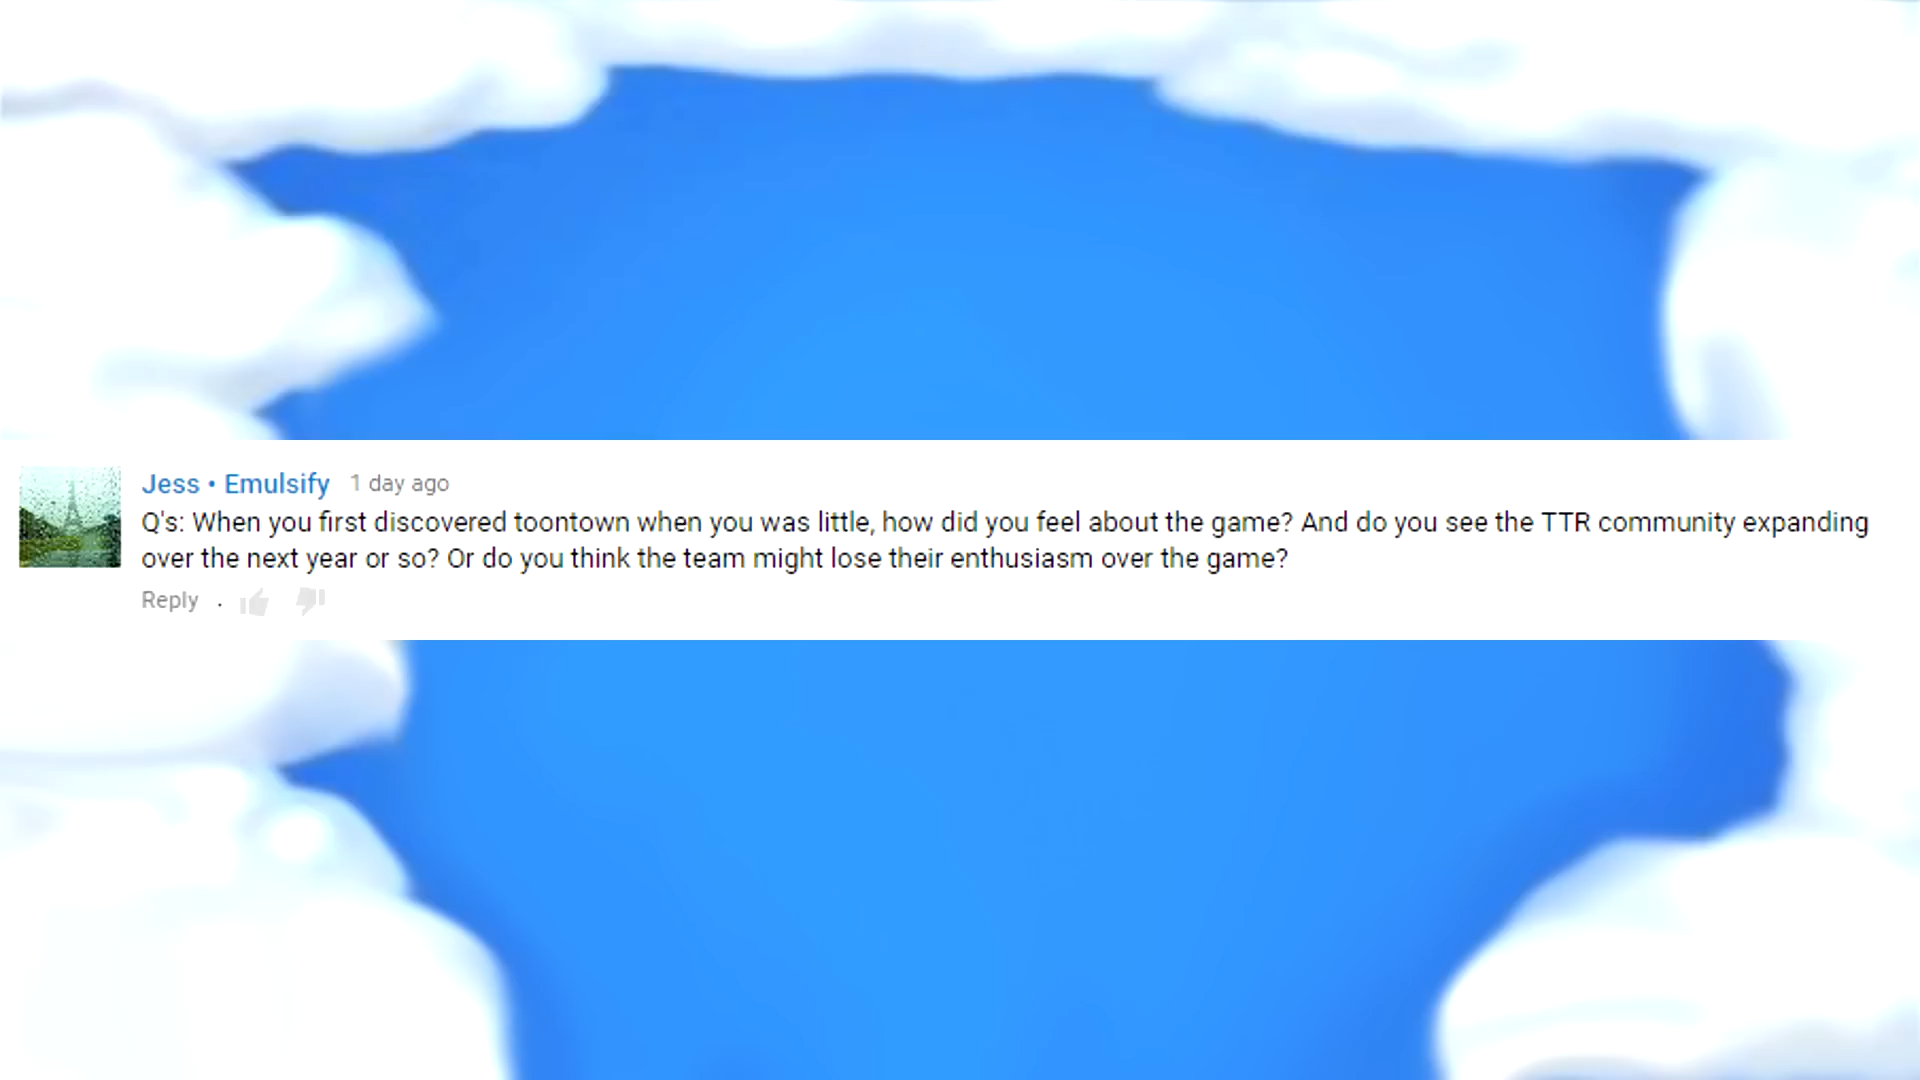 Jess • Emulsify 1 day ago
Q's: When you first discovered toontown when you was little, how did you feel about the game? And do you see the TTR community expanding
over the next year or so? Or do you think the team might lose their enthusiasm over the game?
Reply .